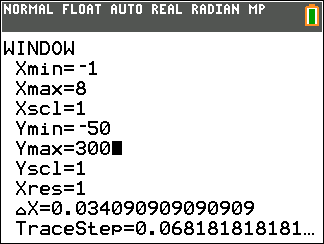 NORMAL FLOAT AUTO REAL RADIAN MP
WINDOW
Xmin=-1
Xmax=8
Xscl=1
Ymin=-50
Ymax=300
Yscl=1
Xres=1
△X=0.034090909090909
TraceStep=0.068181818181…